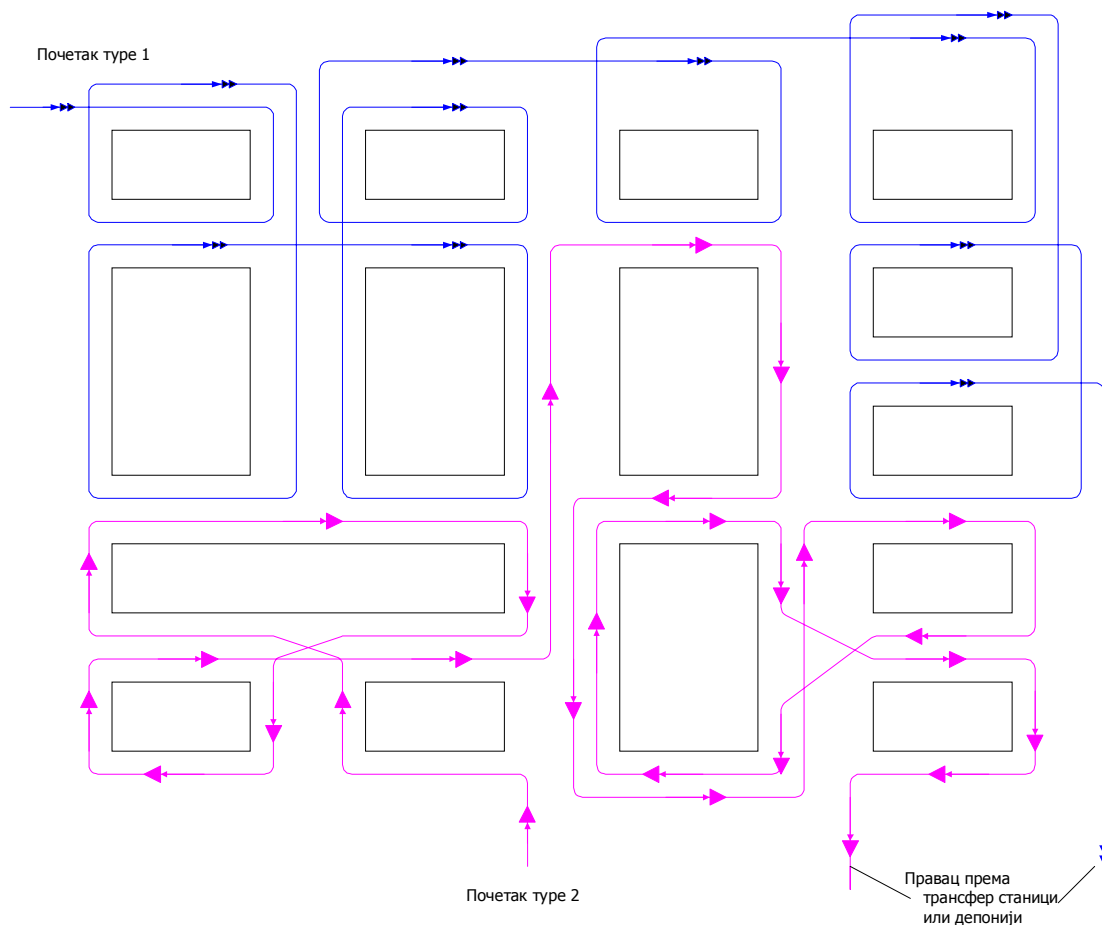 Почетак туре 1
Почетак туре 2
Правац према
трансфер станици
или депонији